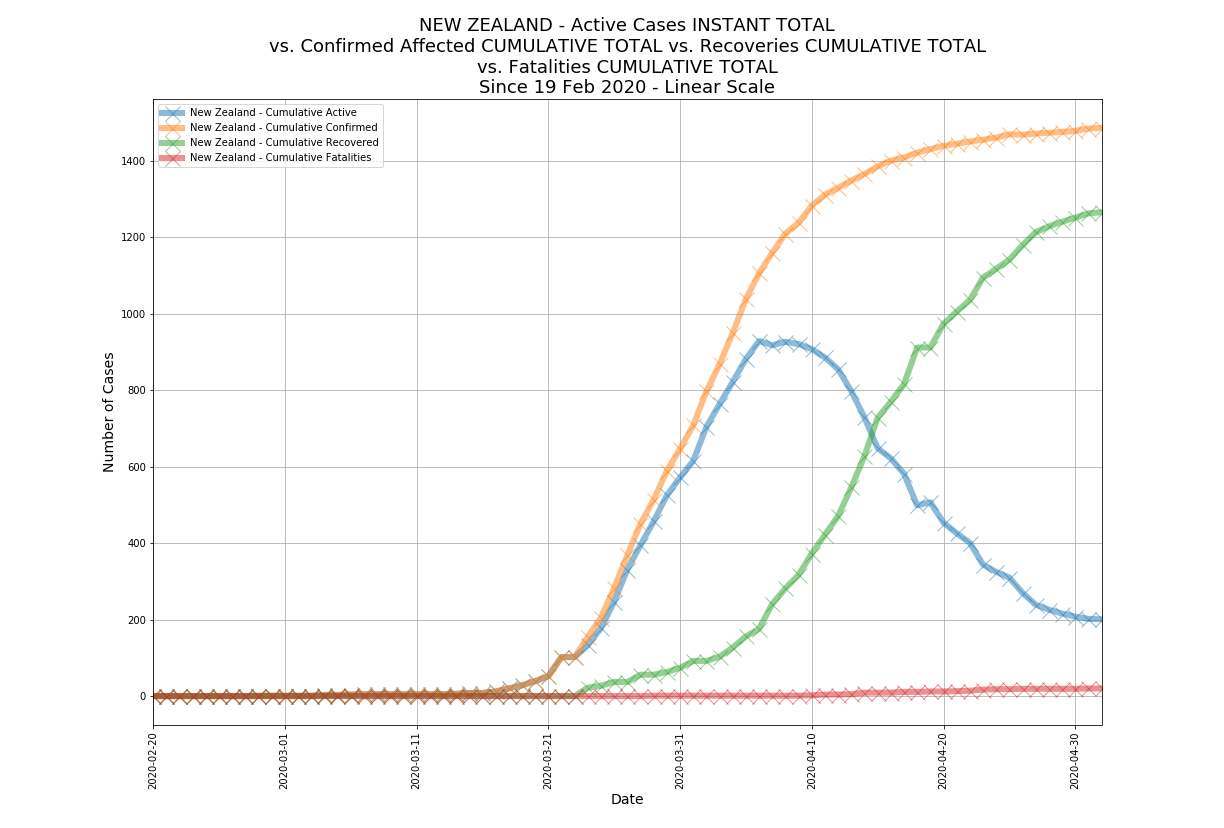 NEW ZEALAND - Active Cases INSTANT TOTAL
vs. Confirmed Affected CUMULATIVE TOTAL vs. Recoveries CUMULATIVE TOTAL
vs. Fatalities CUMULATIVE TOTAL
Since 19 Feb 2020 - Linear Scale
New Zealand - Cumulative Active
New Zealand - Cumulative Confirmed
New Zealand - Cumulative Recovered
New Zealand - Cumulative Fatalities
Number of Cases
1400
1200
1000
800
600
400
200
0
2020-02-20
2020-03-01
2020-03-11
2020-03-21
2020-03-31
2020-04-10
2020-04-20
2020-04-30
Date